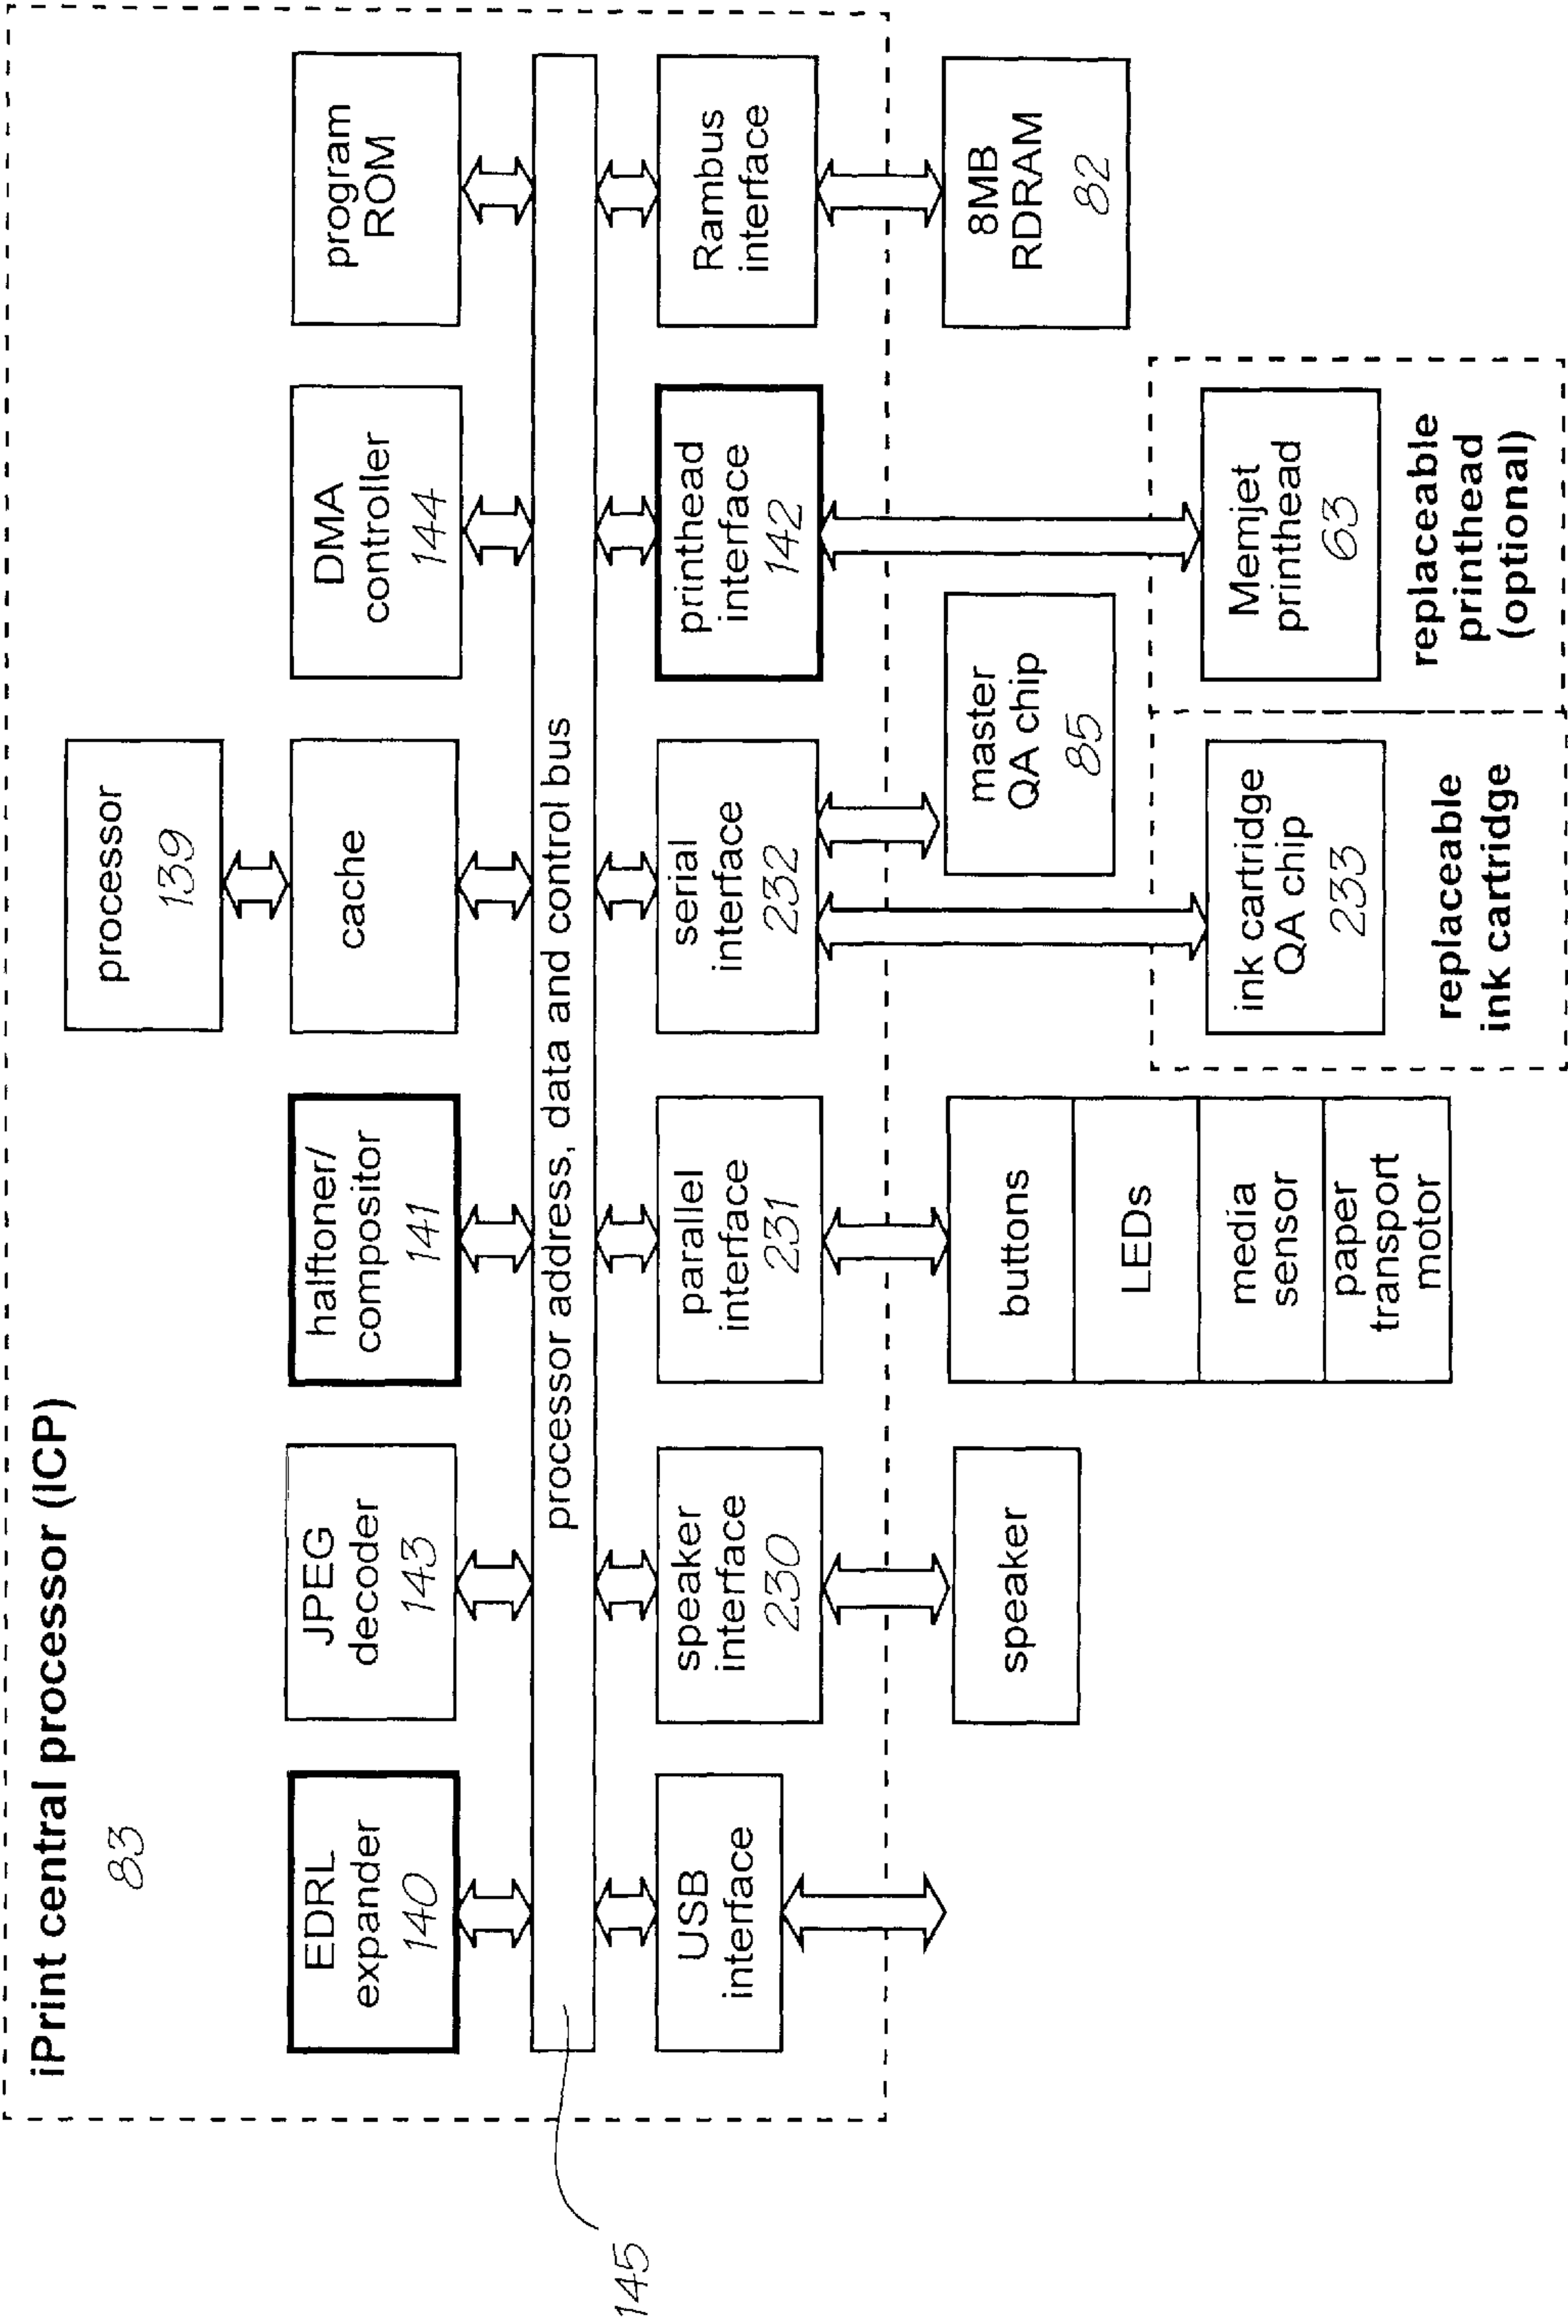 iPrint central processor (ICP)
83
processor
139
EDRL
expander
140
JPEG
decoder
143
halftoner/
compositor
141
cache
DMA
controller
144
program
ROM
processor address, data and control bus
145
USB
interface
speaker
interface
230
parallel
interface
231
serial
interface
232
printhead
interface
142
Rambus
interface
speaker
buttons
LEDs
media
sensor
paper
transport
motor
master
QA chip
85
8MB
RDRAM
82
ink cartridge
QA chip
233
replaceable
ink cartridge
Memjet
printhead
63
replaceable
printhead
(optional)